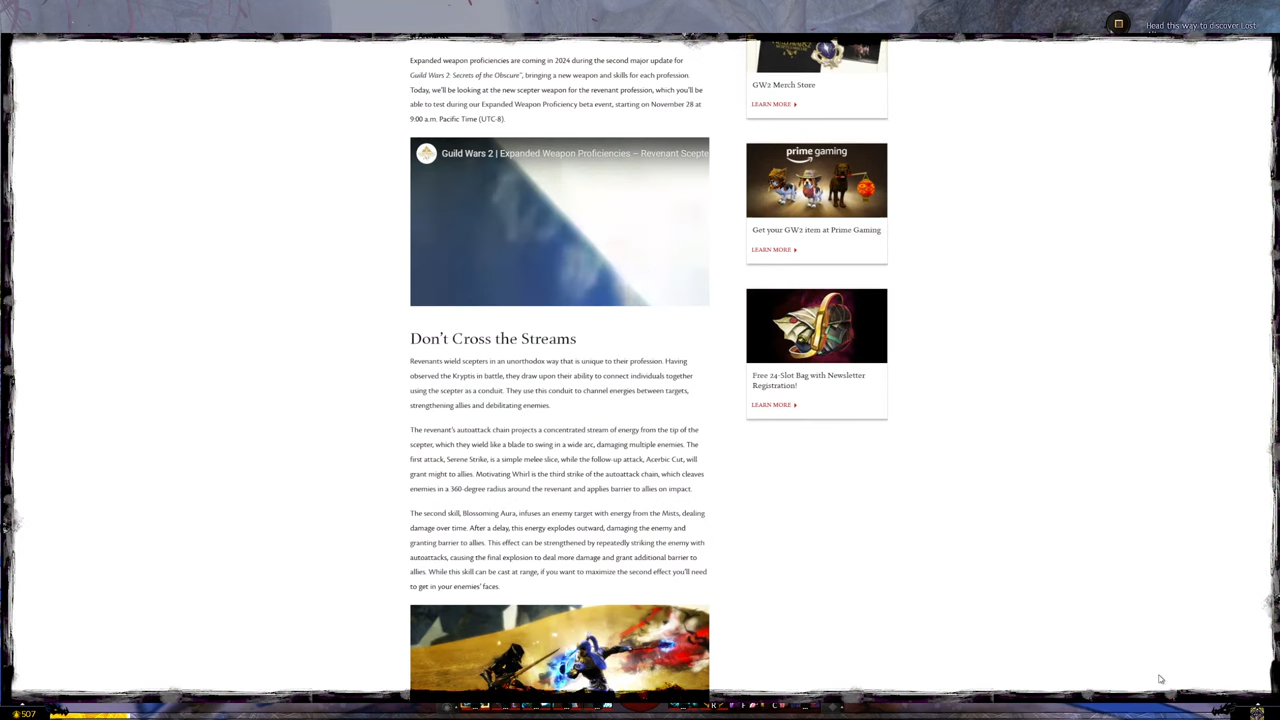 Head this way to discover Lost
Expanded weapon proficiencies are coming in 2024 during the second major update for
Guild Wars 2: Secrets of the Obscure™, bringing a new weapon and skills for each profession.
Today, we'll be looking at the new scepter weapon for the revenant profession, which you'll be
able to test during our Expanded Weapon Proficiency beta event, starting on November 28 at
9:00 a.m. Pacific Time (UTC-8).
Guild Wars 2 | Expanded Weapon Proficiencies – Revenant Scepte
Don't Cross the Streams
Revenants wield scepters in an unorthodox way that is unique to their profession. Having
observed the Kryptis in battle, they draw upon their ability to connect individuals together
using the scepter as a conduit. They use this conduit to channel energies between targets,
strengthening allies and debilitating enemies.
The revenant's autoattack chain projects a concentrated stream of energy from the tip of the
scepter, which they wield like a blade to swing in a wide arc, damaging multiple enemies. The
first attack, Serene Strike, is a simple melee slice, while the follow-up attack, Acerbic Cut, will
grant might to allies. Motivating Whirl is the third strike of the autoattack chain, which cleaves
enemies in a 360-degree radius around the revenant and applies barrier to allies on impact.
The second skill, Blossoming Aura, infuses an enemy target with energy from the Mists, dealing
damage over time. After a delay, this energy explodes outward, damaging the enemy and
granting barrier to allies. This effect can be strengthened by repeatedly striking the enemy with
autoattacks, causing the final explosion to deal more damage and grant additional barrier to
allies. While this skill can be cast at range, if you want to maximize the second effect you'll need
to get in your enemies' faces.
GW2 Merch Store
LEARN MORE
prime gaming
Get your GW2 item at Prime Gaming
LEARN MORE
Free 24-Slot Bag with Newsletter
Registration!
LEARN MORE
507